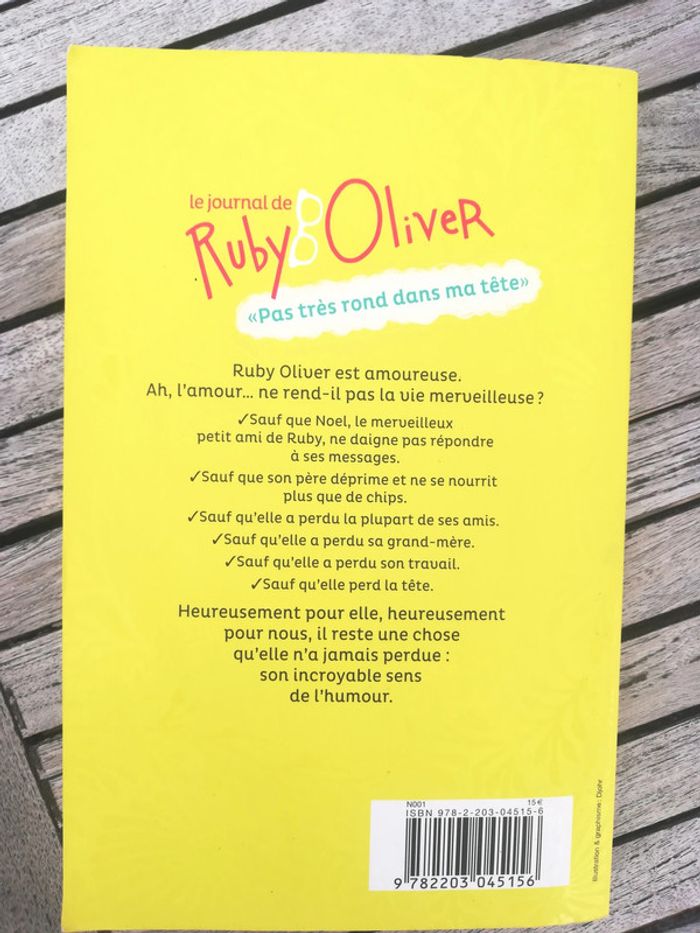 le journal de
Ruby Oliver
«Pas très rond dans ma tête»
Ruby Oliver est amoureuse.
Ah, l'amour... ne rend-il pas la vie merveilleuse ?
✓Sauf que Noel, le merveilleux
petit ami de Ruby, ne daigne pas répondre
à ses messages.
✓Sauf que son père déprime et ne se nourrit
plus que de chips.
✓Sauf qu'elle a perdu la plupart de ses amis.
✓Sauf qu'elle a perdu sa grand-mère.
✓Sauf qu'elle a perdu son travail.
✓Sauf qu'elle perd la tête.
Heureusement pour elle, heureusement
pour nous, il reste une chose
qu'elle n'a jamais perdue :
son incroyable sens
de l'humour.
N001 15 €
ISBN 978-2-203-04515-6
9 782203 045156
Illustration & graphisme : Djohr